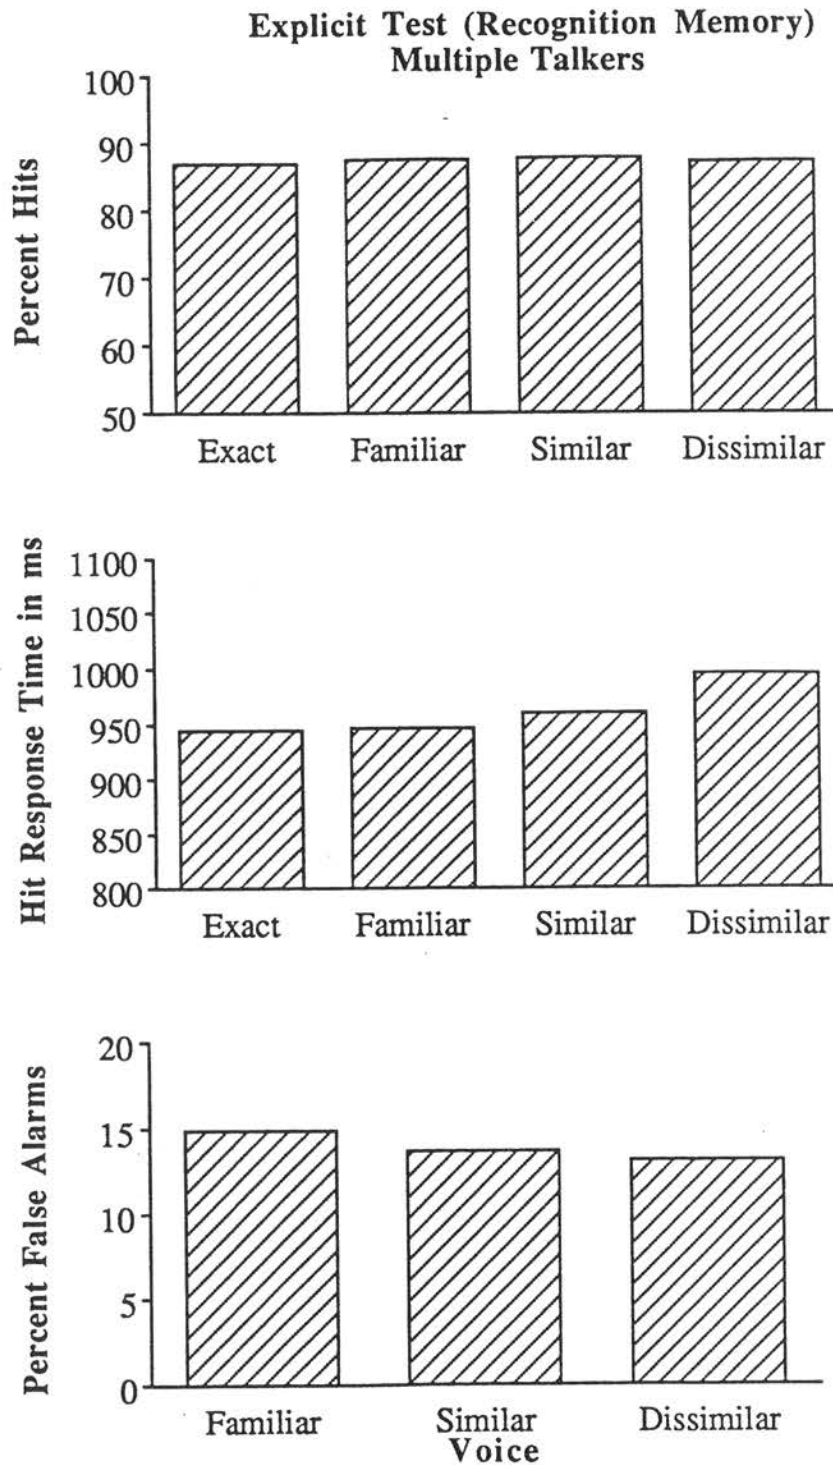 Explicit Test (Recognition Memory)
Multiple Talkers
Percent Hits
100
90
80
70
60
50
Exact Familiar Similar Dissimilar
Hit Response Time in ms
1100
1050
1000
950
900
850
800
Exact Familiar Similar Dissimilar
Percent False Alarms
20
15
10
5
0
Familiar Similar Dissimilar
Voice